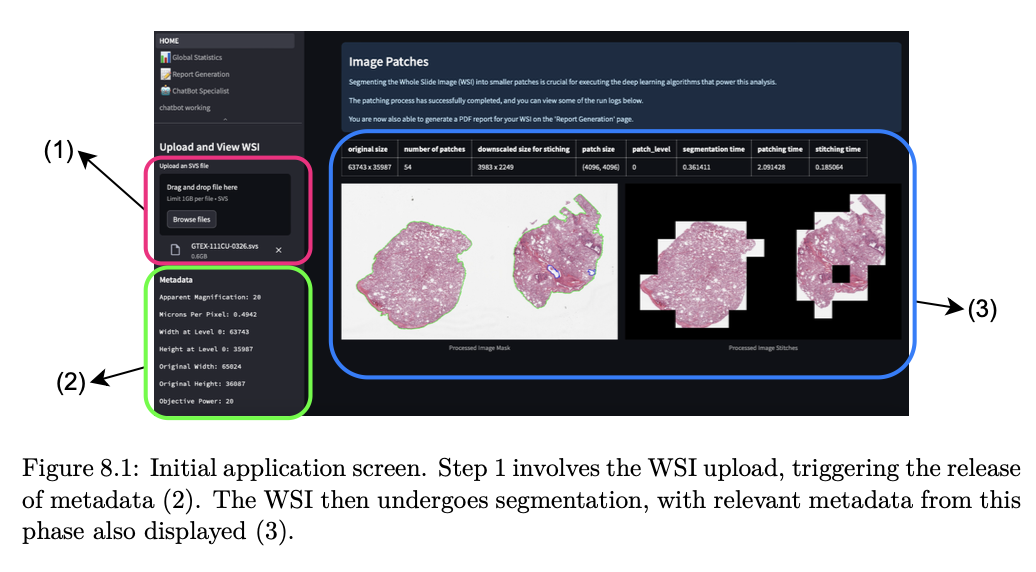 HOME
Global Statistics
Report Generation
ChatBot Specialist
chatbot working
Upload and View WSI
Upload an SVS file
Drag and drop file here
Limit 1GB per file • SVS
Browse files
GTEX-111CU-0326.svs
0.6GB
Metadata
Apparent Magnification: 20
Microns Per Pixel: 0.4942
Width at Level 0: 63743
Height at Level 0: 35987
Original Width: 65024
Original Height: 36087
Objective Power: 20
(1)
(2)
Image Patches
Segmenting the Whole Slide Image (WSI) into smaller patches is crucial for executing the deep learning algorithms that power this analysis.
The patching process has successfully completed, and you can view some of the run logs below.
You are now also able to generate a PDF report for your WSI on the 'Report Generation' page.
original size number of patches downscaled size for stiching patch size patch_level segmentation time patching time stitching time
63743 x 35987 54 3983 x 2249 (4096, 4096) 0 0.361411 2.091428 0.185064
Processed Image Mask
Processed Image Stitches
(3)
Figure 8.1: Initial application screen. Step 1 involves the WSI upload, triggering the release
of metadata (2). The WSI then undergoes segmentation, with relevant metadata from this
phase also displayed (3).